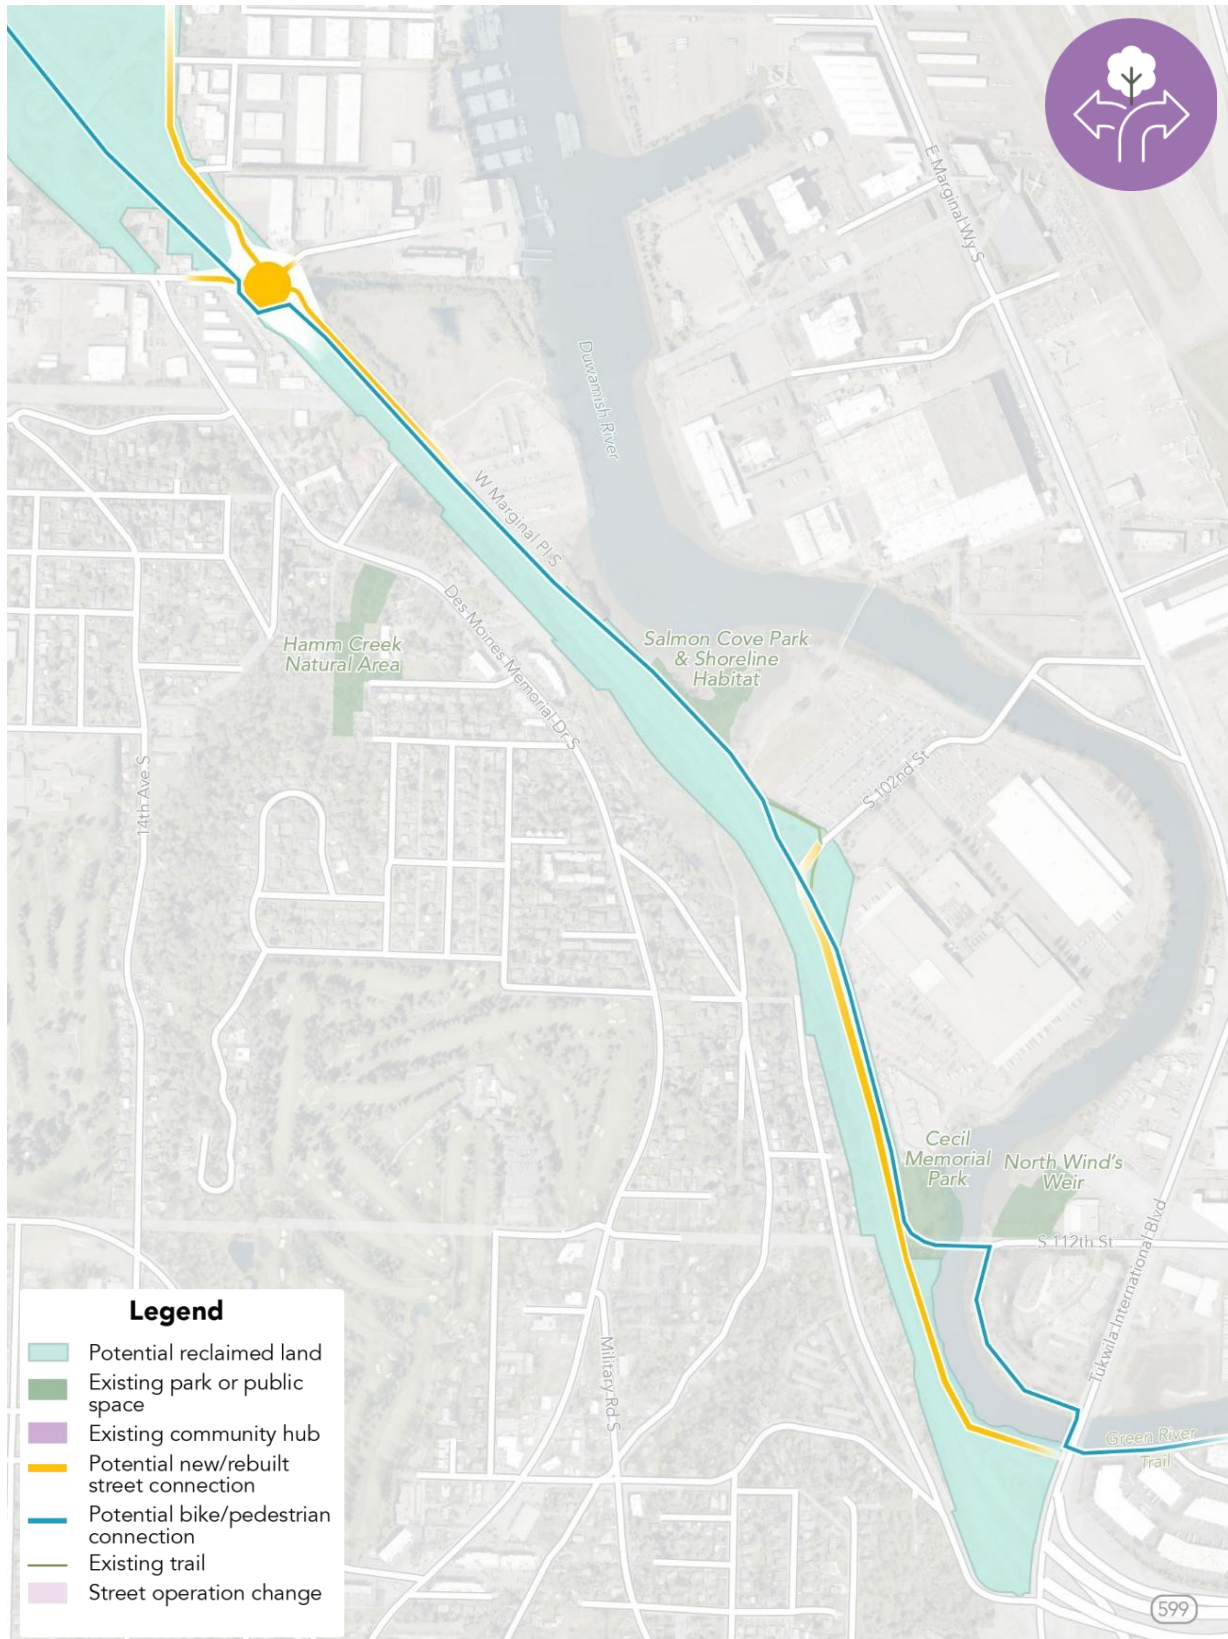 E Marginal Wy S
Duwamish River
W Marginal Pl S
Des Moines Memorial Dr S
Hamm Creek
Natural Area
Salmon Cove Park
& Shoreline
Habitat
14th Ave S
S 102nd St
Cecil
Memorial
Park
North Wind's
Weir
S 112th St
Tukwila International Blvd
Military Rd S
Green River
Trail
599
Legend
Potential reclaimed land
Existing park or public
space
Existing community hub
Potential new/rebuilt
street connection
Potential bike/pedestrian
connection
Existing trail
Street operation change